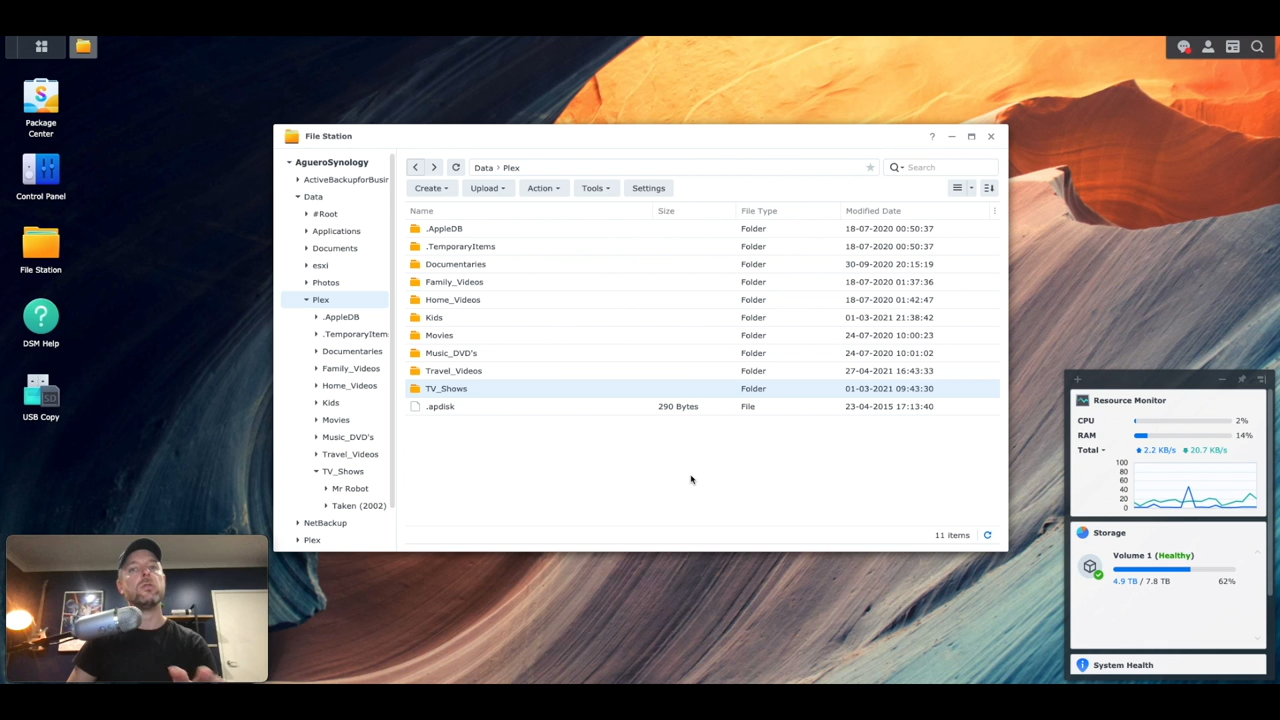 Package
Center
Control Panel
File Station
?
DSM Help
USB Copy
File Station
?
AgueroSynology
ActiveBackupforBusir
Data
#Root
Applications
Documents
esxi
Photos
Plex
.AppleDB
.TemporaryItem
Documentaries
Family_Videos
Home_Videos
Kids
Movies
Music_DVD's
Travel_Videos
TV_Shows
Mr Robot
Taken (2002)
NetBackup
Plex
Data > Plex
Search
Create Upload Action Tools Settings
Name Size File Type Modified Date
.AppleDB Folder 18-07-2020 00:50:37
.TemporaryItems Folder 18-07-2020 00:50:37
Documentaries Folder 30-09-2020 20:15:19
Family_Videos Folder 18-07-2020 01:37:36
Home_Videos Folder 18-07-2020 01:42:47
Kids Folder 01-03-2021 21:38:42
Movies Folder 24-07-2020 10:00:23
Music_DVD's Folder 24-07-2020 10:01:02
Travel_Videos Folder 27-04-2021 16:43:33
TV_Shows Folder 01-03-2021 09:43:30
.apdisk 290 Bytes File 23-04-2015 17:13:40
11 items
Resource Monitor
CPU 2%
RAM 14%
Total 2.2 KB/s 20.7 KB/s
100
80
60
40
20
0
Storage
Volume 1 (Healthy)
4.9 TB / 7.8 TB 62%
System Health